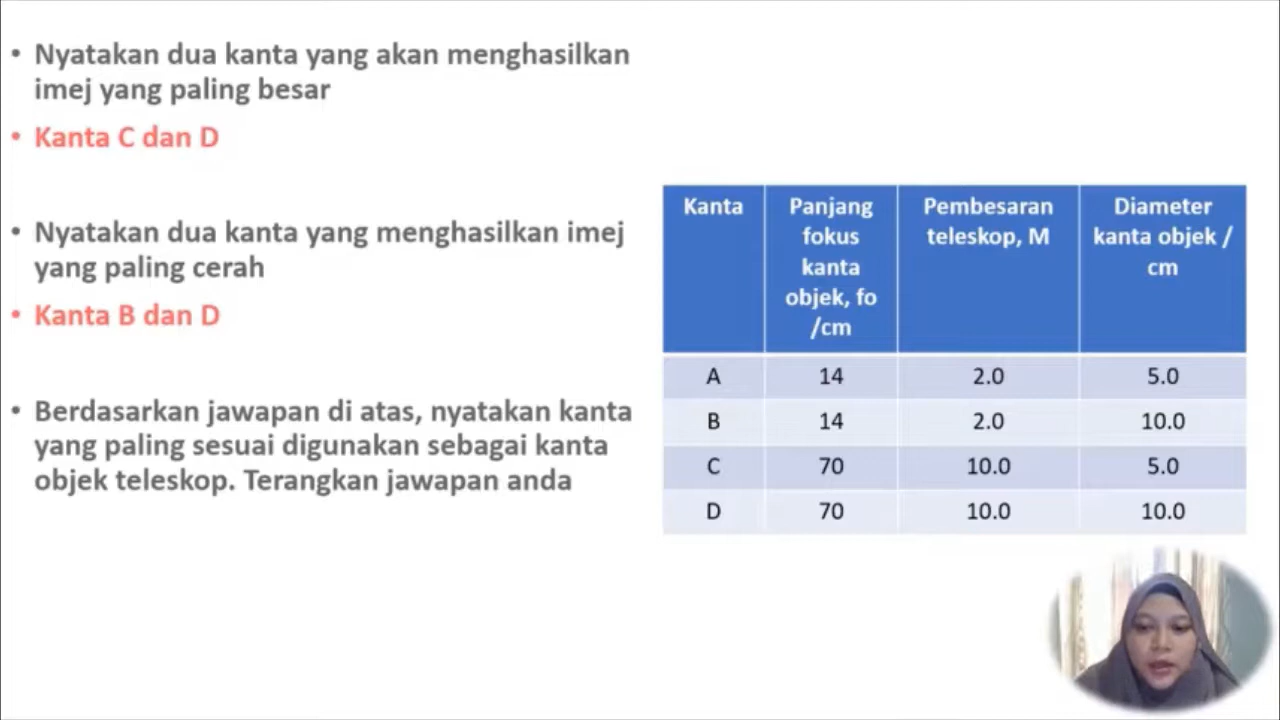 • Nyatakan dua kanta yang akan menghasilkan
imej yang paling besar
• Kanta C dan D
• Nyatakan dua kanta yang menghasilkan imej
yang paling cerah
• Kanta B dan D
• Berdasarkan jawapan di atas, nyatakan kanta
yang paling sesuai digunakan sebagai kanta
objek teleskop. Terangkan jawapan anda
Kanta Panjang Pembesaran Diameter
fokus teleskop, M kanta objek /
kanta cm
objek, fo
/cm
A 14 2.0 5.0
B 14 2.0 10.0
C 70 10.0 5.0
D 70 10.0 10.0